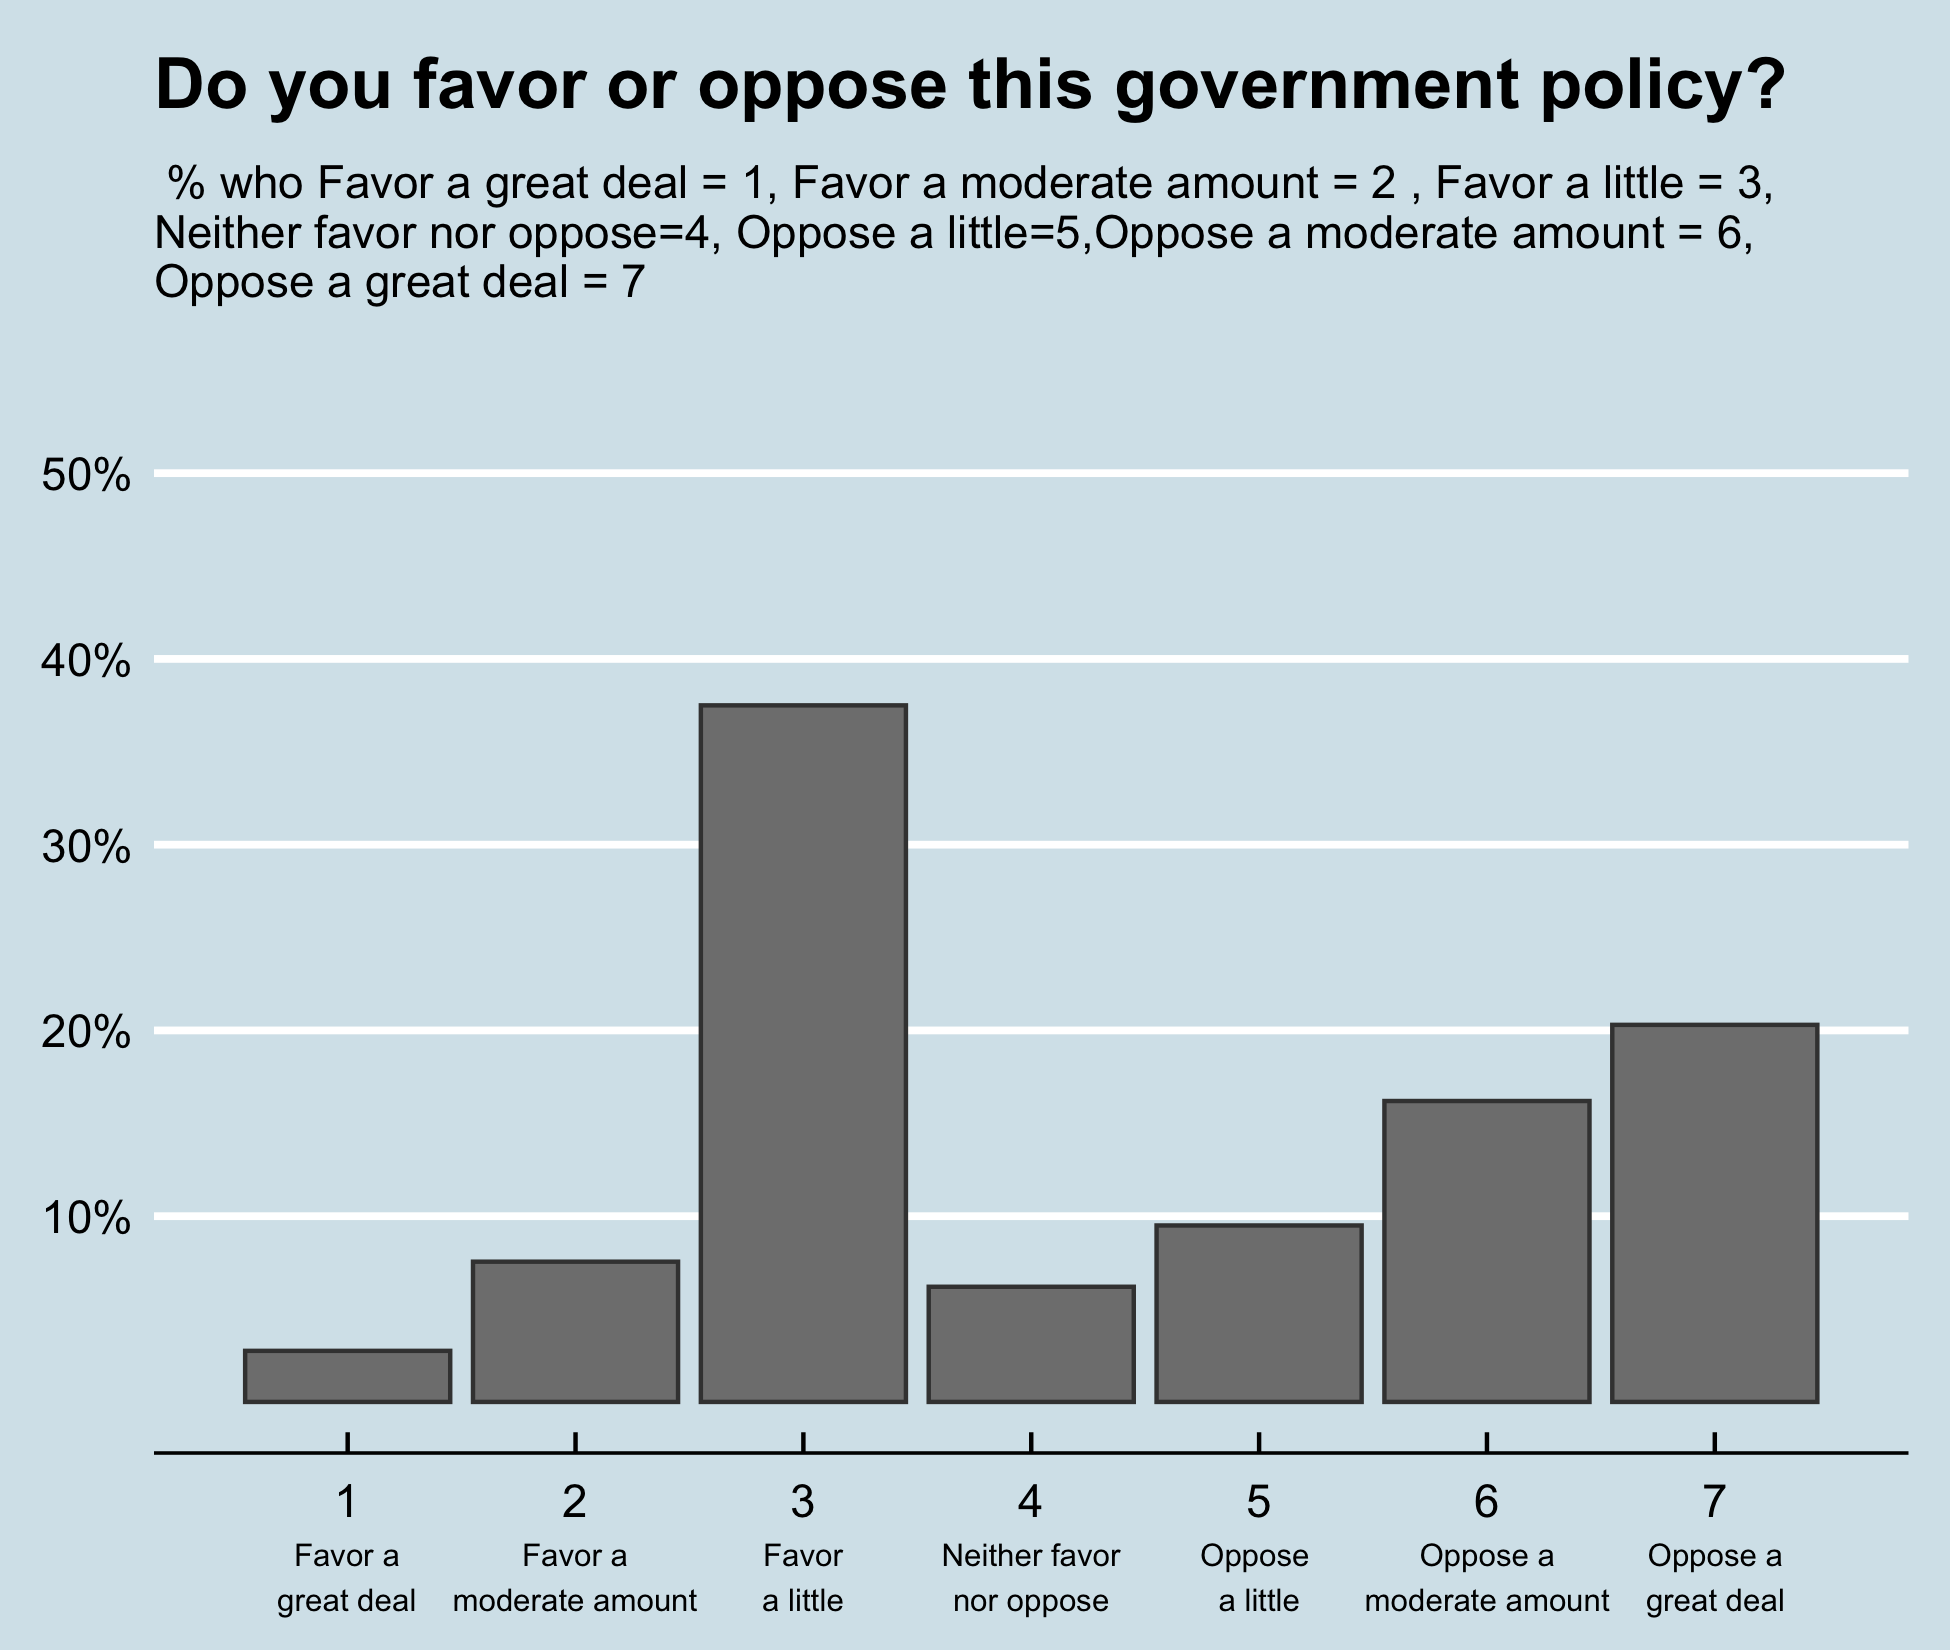 Do you favor or oppose this government policy?
% who Favor a great deal = 1, Favor a moderate amount = 2 , Favor a little = 3,
Neither favor nor oppose=4, Oppose a little=5,Oppose a moderate amount = 6,
Oppose a great deal = 7
50%
40%
30%
20%
10%
1 2 3 4 5 6 7
Favor a Favor a Favor Neither favor Oppose Oppose a Oppose a
great deal moderate amount a little nor oppose a little moderate amount great deal